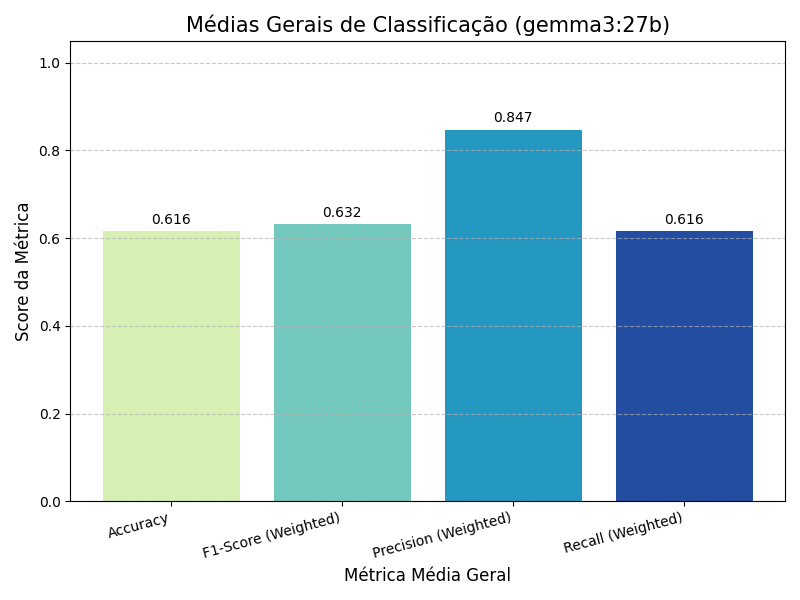 Médias Gerais de Classificação (gemma3:27b)
Score da Métrica
1.0
0.8
0.6
0.4
0.2
0.0
0.616
0.632
0.847
0.616
Accuracy
F1-Score (Weighted)
Precision (Weighted)
Recall (Weighted)
Métrica Média Geral